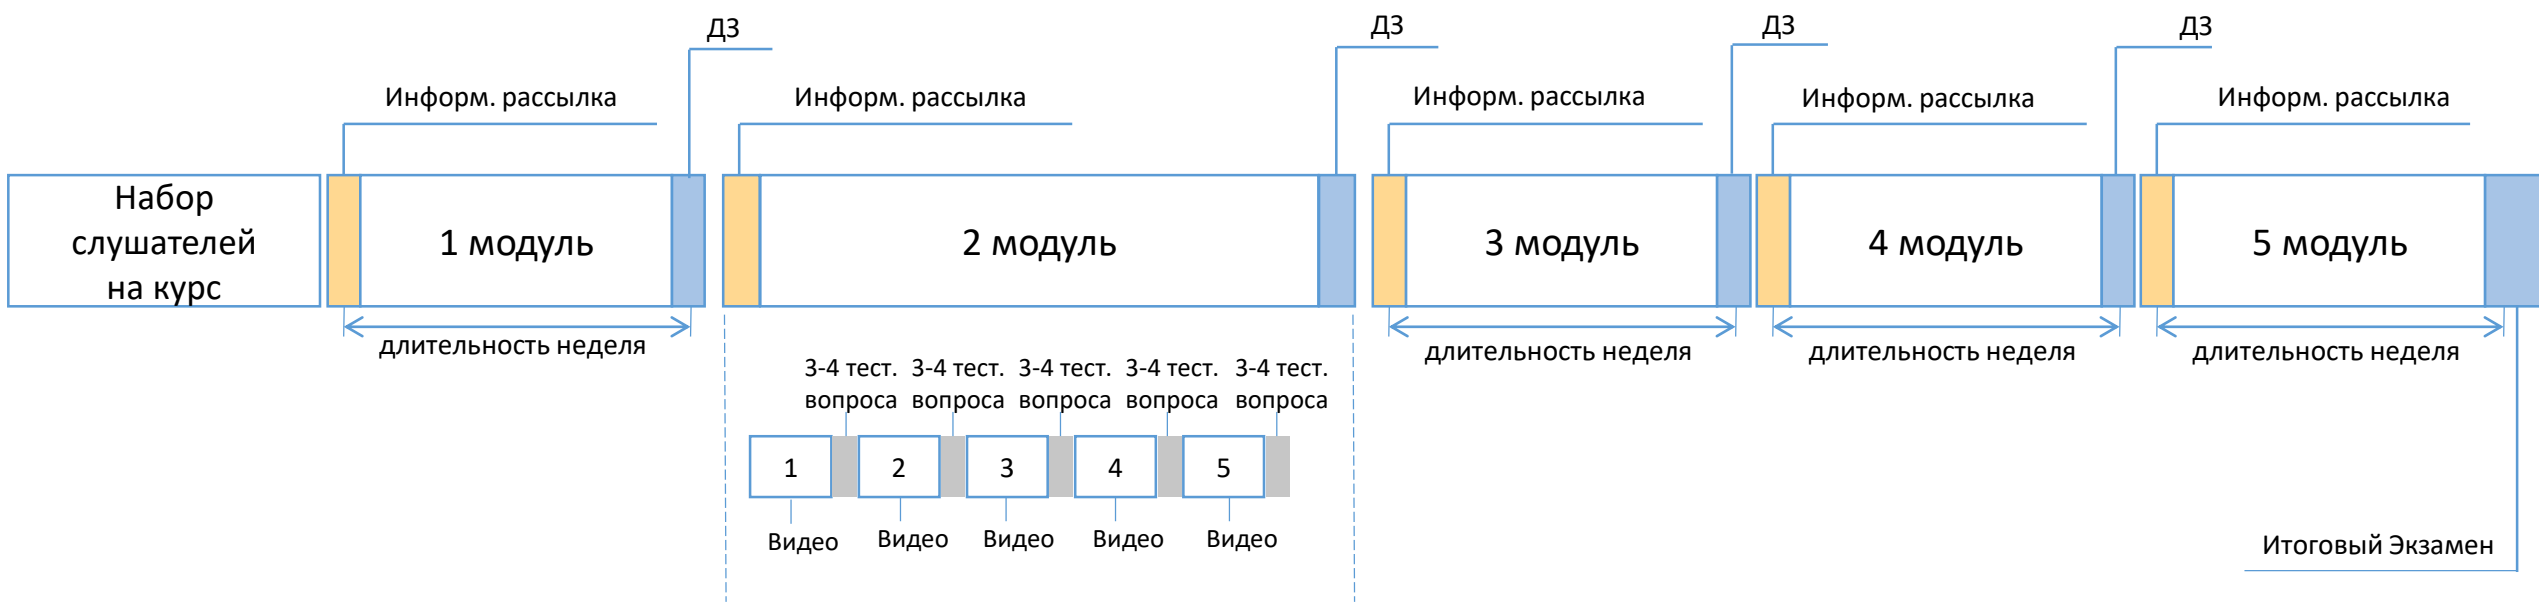 ДЗ
ДЗ
ДЗ
ДЗ
Информ. рассылка
Информ. рассылка
Информ. рассылка
Информ. рассылка
Информ. рассылка
Набор
слушателей
на курс
1 модуль
2 модуль
3 модуль
4 модуль
5 модуль
длительность неделя
длительность неделя
длительность неделя
длительность неделя
3-4 тест.
вопроса
3-4 тест.
вопроса
3-4 тест.
вопроса
3-4 тест.
вопроса
3-4 тест.
вопроса
1
2
3
4
5
Видео
Видео
Видео
Видео
Видео
Итоговый Экзамен